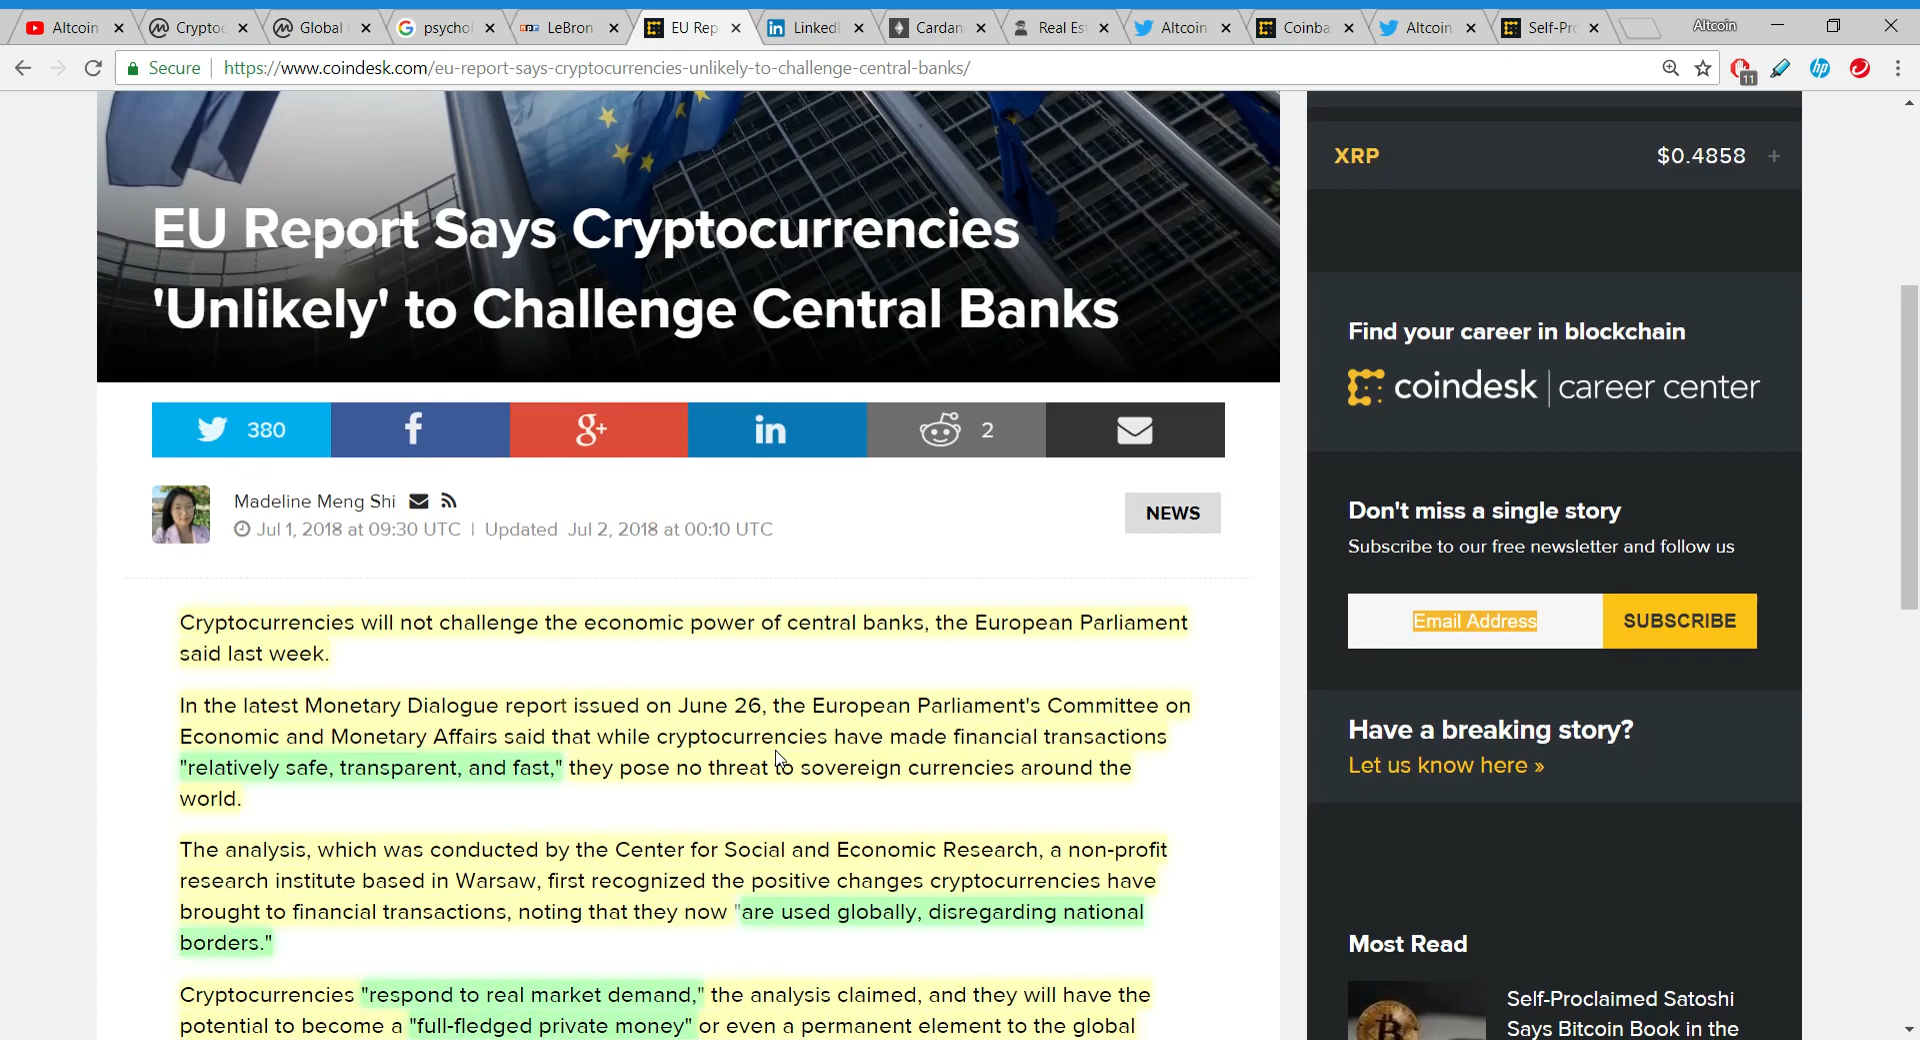 Altcoin
Cryptoc
Global
psychol
LeBron
EU Rep
LinkedI
Cardan
Real Es
Altcoin
Coinba
Altcoin
Self-Pro
Altcoin
Secure
https://www.coindesk.com/eu-report-says-cryptocurrencies-unlikely-to-challenge-central-banks/
11
hp
EU Report Says Cryptocurrencies
'Unlikely' to Challenge Central Banks
380
f
g+
in
2
Madeline Meng Shi
Jul 1, 2018 at 09:30 UTC | Updated Jul 2, 2018 at 00:10 UTC
NEWS
Cryptocurrencies will not challenge the economic power of central banks, the European Parliament
said last week.
In the latest Monetary Dialogue report issued on June 26, the European Parliament's Committee on
Economic and Monetary Affairs said that while cryptocurrencies have made financial transactions
"relatively safe, transparent, and fast," they pose no threat to sovereign currencies around the
world.
The analysis, which was conducted by the Center for Social and Economic Research, a non-profit
research institute based in Warsaw, first recognized the positive changes cryptocurrencies have
brought to financial transactions, noting that they now "are used globally, disregarding national
borders."
Cryptocurrencies "respond to real market demand," the analysis claimed, and they will have the
potential to become a "full-fledged private money" or even a permanent element to the global
XRP $0.4858 +
Find your career in blockchain
coindesk | career center
Don't miss a single story
Subscribe to our free newsletter and follow us
Email Address SUBSCRIBE
Have a breaking story?
Let us know here »
Most Read
Self-Proclaimed Satoshi
Says Bitcoin Book in the